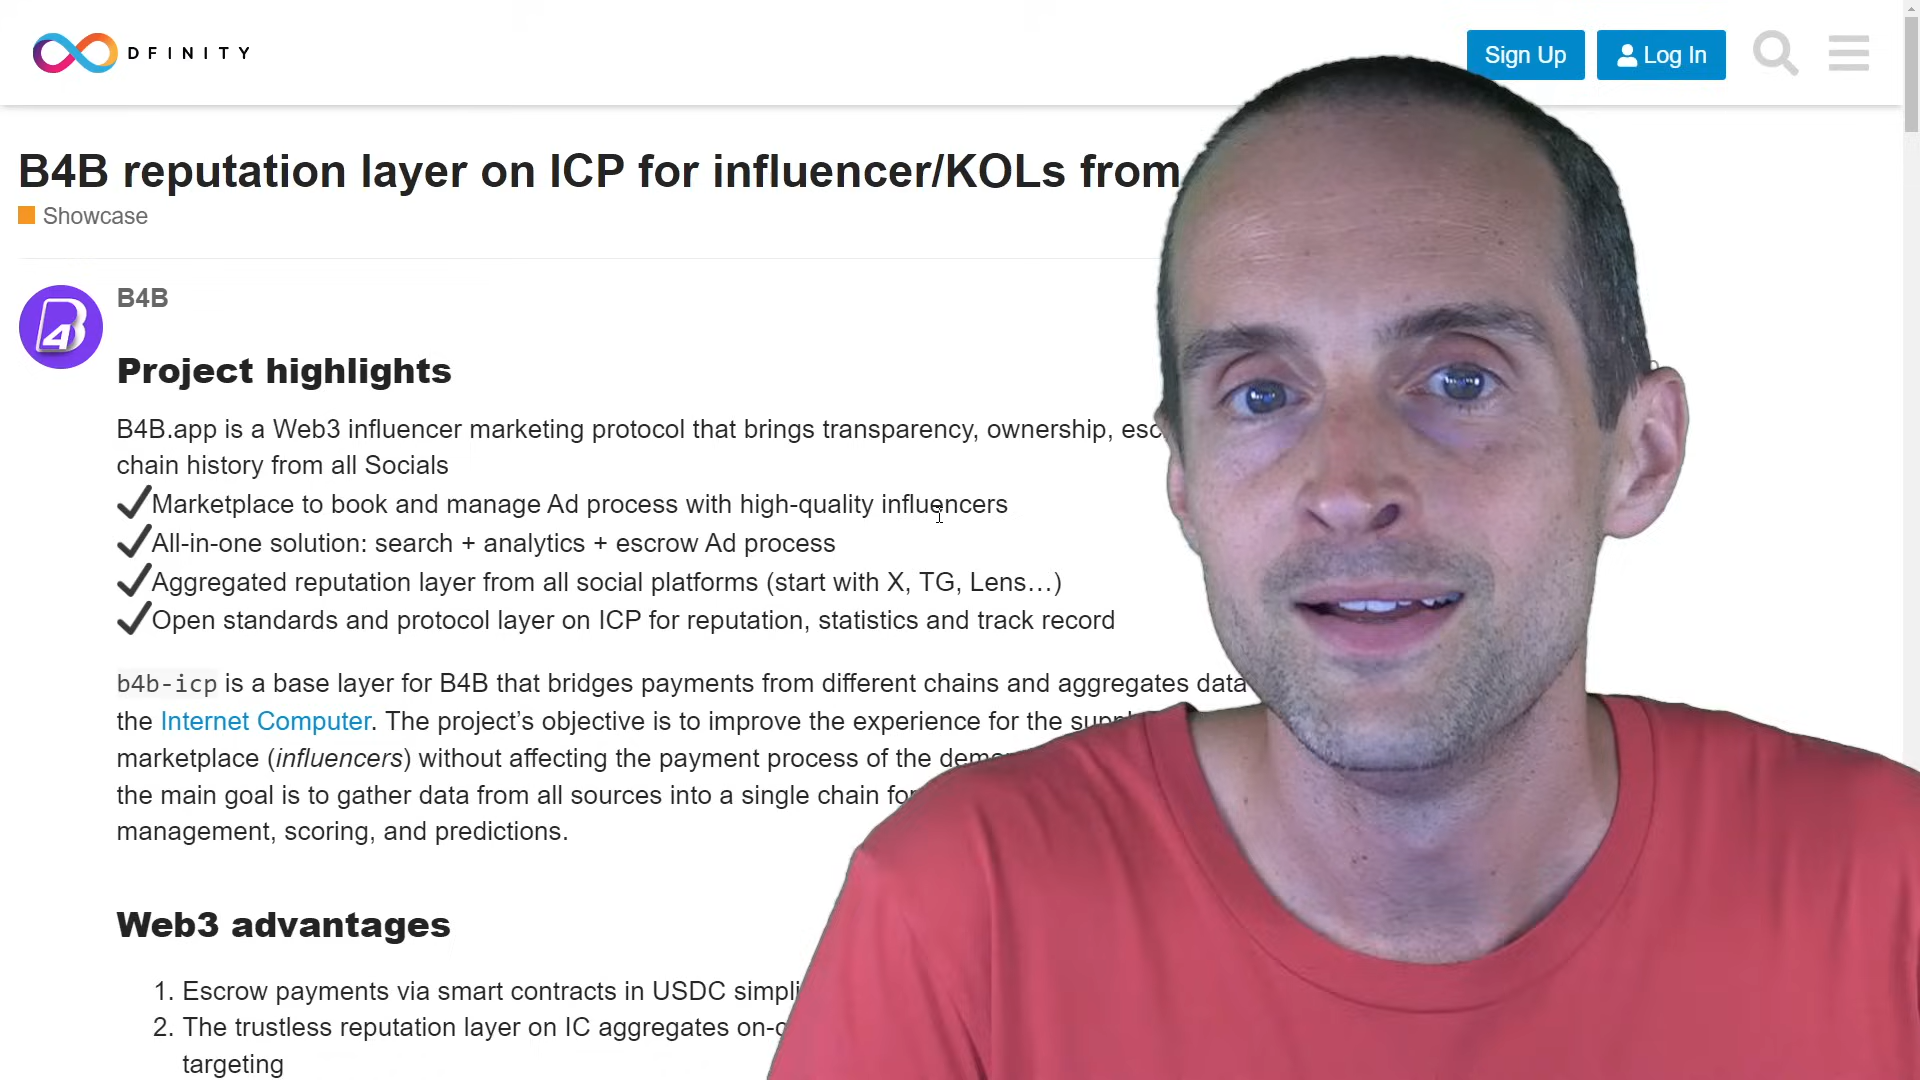 DFINITY
Sign Up
Log In
B4B reputation layer on ICP for influencer/KOLs from
Showcase
B4B
Project highlights
B4B.app is a Web3 influencer marketing protocol that brings transparency, ownership,
chain history from all Socials
✔Marketplace to book and manage Ad process with high-quality influencers
✔All-in-one solution: search + analytics + escrow Ad process
✔Aggregated reputation layer from all social platforms (start with X, TG, Lens…)
✔Open standards and protocol layer on ICP for reputation, statistics and track record
b4b-icp is a base layer for B4B that bridges payments from different chains and aggregates data
the Internet Computer. The project’s objective is to improve the experience for the
marketplace (influencers) without affecting the payment process of the
the main goal is to gather data from all sources into a single chain
management, scoring, and predictions.
Web3 advantages
1. Escrow payments via smart contracts in USDC
2. The trustless reputation layer on IC aggregates
targeting